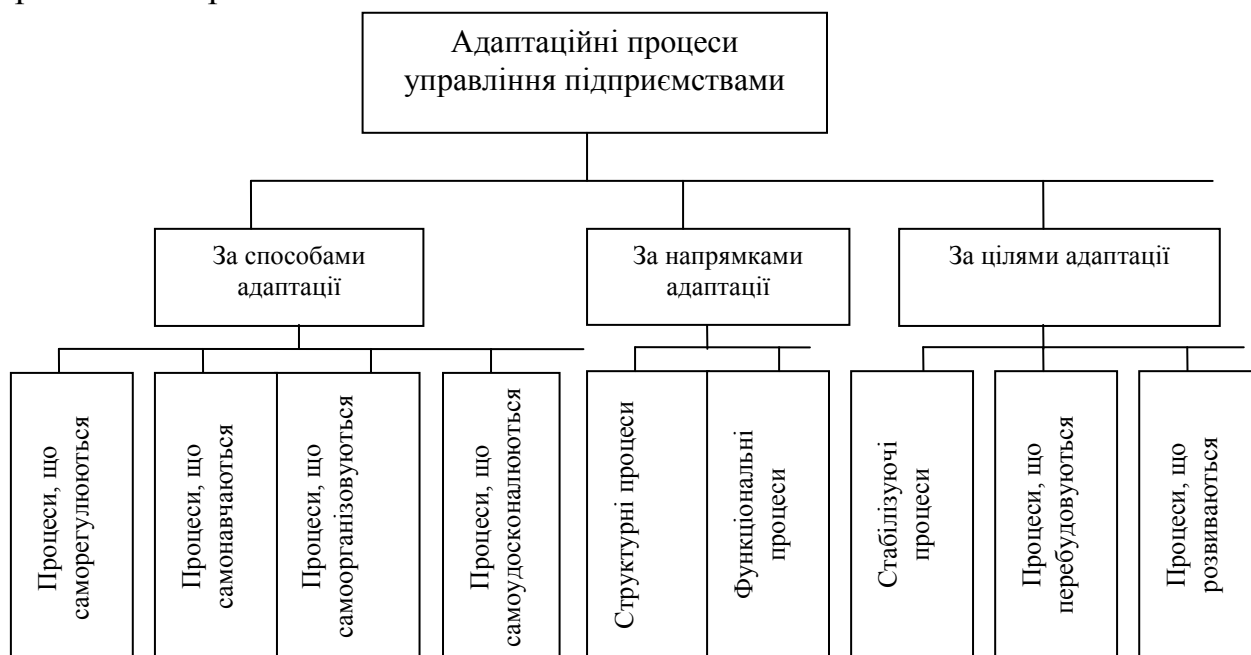 Адаптаційні процеси
управління підприємствами
За способами
адаптації
За напрямками
адаптації
За цілями адаптації
Процеси, що
саморегулюються
Процеси, що
самонавчаються
Процеси, що
самоорганізовуються
Процеси, що
самоудосконалюються
Структурні процеси
Функціональні
процеси
Стабілізуючі
процеси
Процеси, що
перебудовуються
Процеси, що
розвиваються